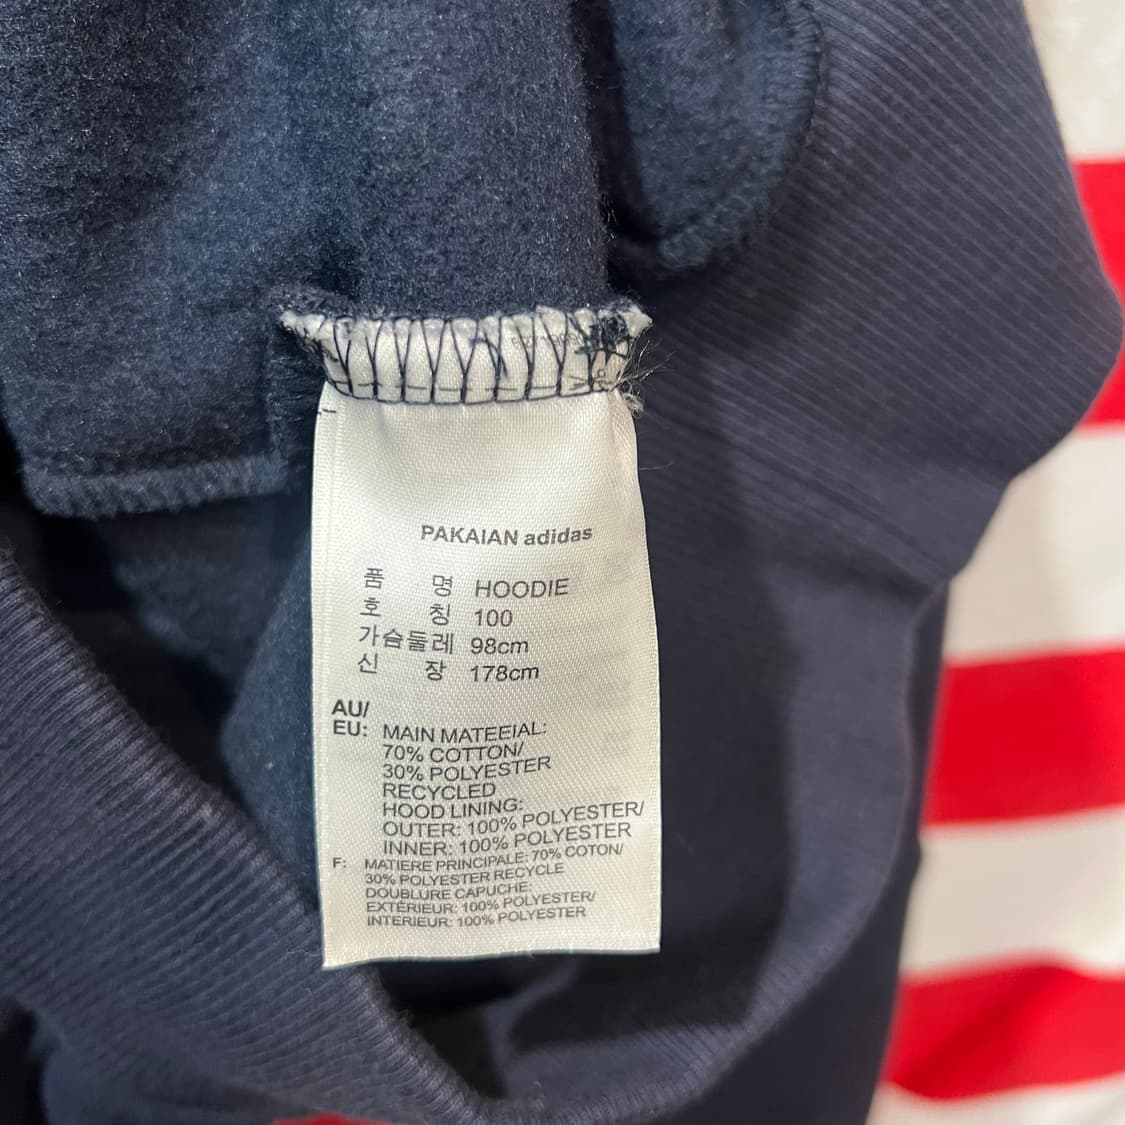 PAKAIAN adidas
품 명 HOODIE
호 칭 100
가슴둘레 98cm
신 장 178cm
AU/
EU: MAIN MATEEIAL:
70% COTTON/
30% POLYESTER
RECYCLED
HOOD LINING:
OUTER: 100% POLYESTER/
INNER: 100% POLYESTER
F: MATIERE PRINCIPALE: 70% COTON/
30% POLYESTER RECYCLE
DOUBLURE CAPUCHE:
EXTÉRIEUR: 100% POLYESTER/
INTERIEUR: 100% POLYESTER